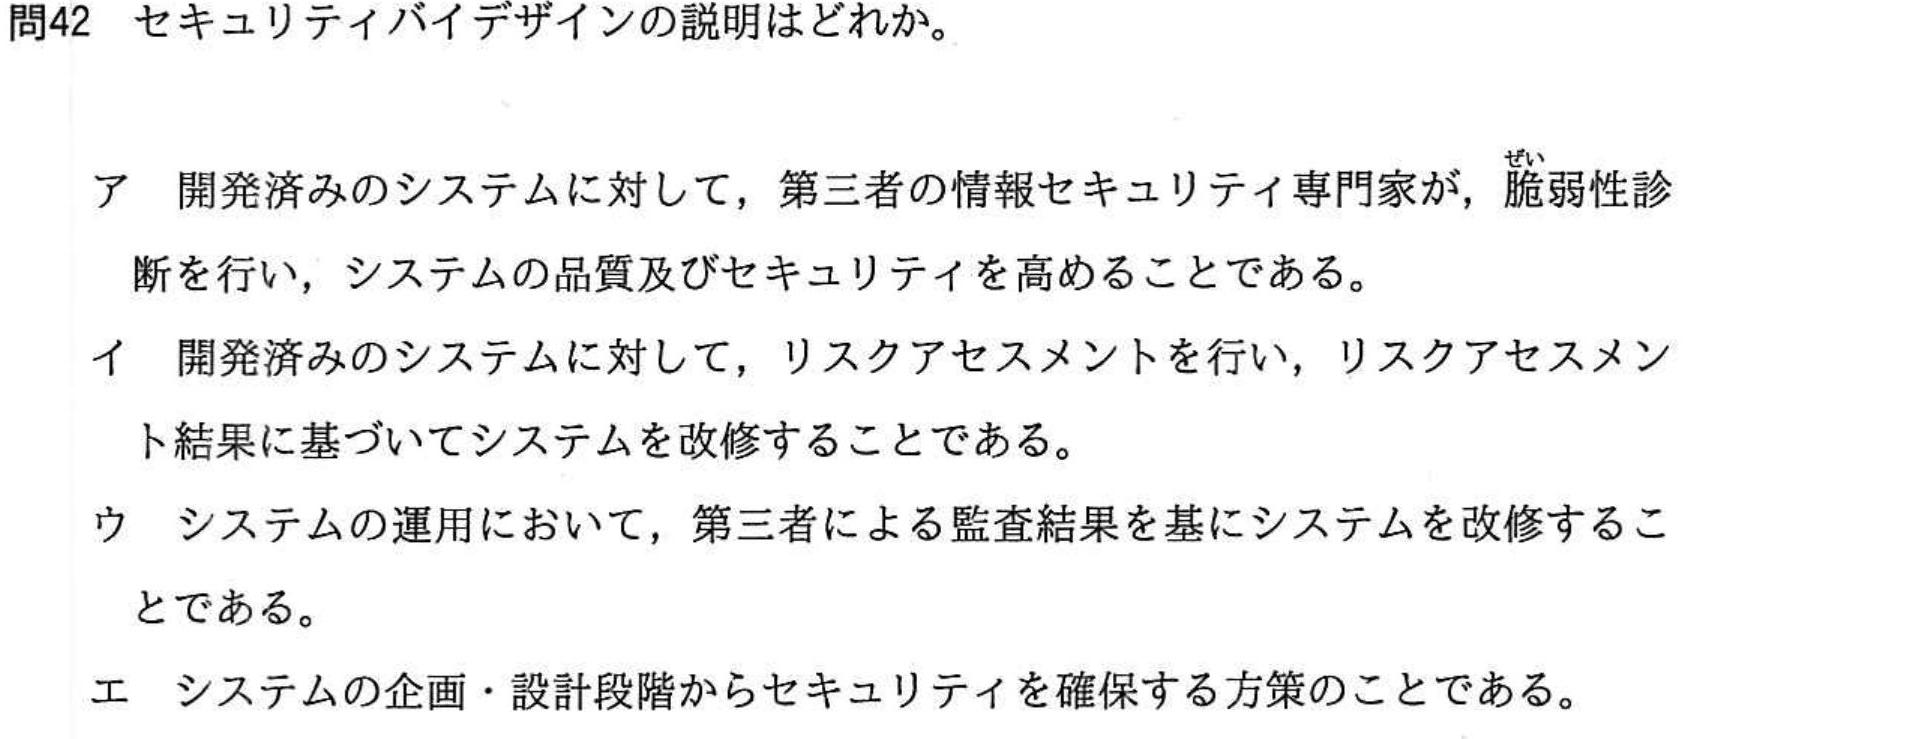 問42　セキュリティバイデザインの説明はどれか。
ア　開発済みのシステムに対して，第三者の情報セキュリティ専門家が，脆弱性診
ぜい
断を行い，システムの品質及びセキュリティを高めることである。
イ　開発済みのシステムに対して，リスクアセスメントを行い，リスクアセスメン
ト結果に基づいてシステムを改修することである。
ウ　システムの運用において，第三者による監査結果を基にシステムを改修するこ
とである。
エ　システムの企画・設計段階からセキュリティを確保する方策のことである。